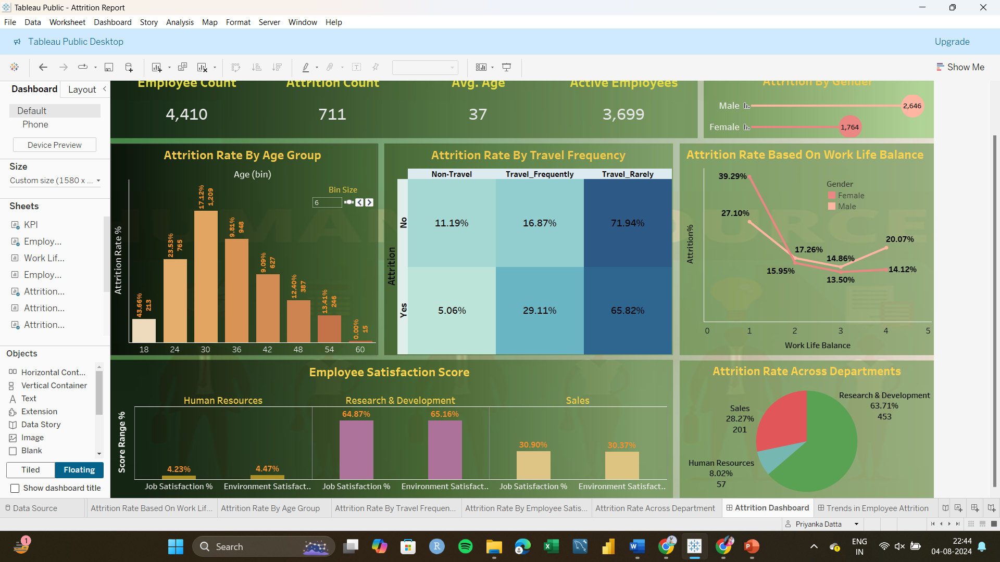 Tableau Public - Attrition Report
File Data Worksheet Dashboard Story Analysis Map Format Server Window Help
Tableau Public Desktop
Upgrade
Show Me
Dashboard Layout
Default
Phone
Device Preview
Size
Custom size (1580 x ...
Sheets
KPI
Employ...
Work Lif...
Employ...
Attrition...
Attrition...
Attrition...
Objects
Horizontal Cont...
Vertical Container
Text
Extension
Data Story
Image
Blank
Tiled Floating
Show dashboard title
Employee Count Attrition Count Avg. Age Active Employees
4,410 711 37 3,699
Attrition By Gender
Male 2,646
Female 1,764
Attrition Rate By Age Group
Age (bin)
Bin Size
6
Attrition Rate %
43.66% 213
23.53% 765
17.12% 1,209
9.81% 948
9.09% 627
12.40% 387
13.41% 246
0.00% 15
18 24 30 36 42 48 54 60
Attrition Rate By Travel Frequency
Non-Travel Travel_Frequently Travel_Rarely
Attrition
No 11.19% 16.87% 71.94%
Yes 5.06% 29.11% 65.82%
Attrition Rate Based On Work Life Balance
Gender
Female
Male
Attrition%
39.29%
27.10%
17.26%
15.95%
14.86%
13.50%
20.07%
14.12%
0 1 2 3 4 5
Work Life Balance
Employee Satisfaction Score
Human Resources Research & Development Sales
Score Range %
4.23% 4.47% 64.87% 65.16% 30.90% 30.37%
Job Satisfaction % Environment Satisfact.. Job Satisfaction % Environment Satisfact.. Job Satisfaction % Environment Satisfact..
Attrition Rate Across Departments
Research & Development
63.71%
453
Sales
28.27%
201
Human Resources
8.02%
57
Data Source Attrition Rate Based On Work Lif... Attrition Rate By Age Group Attrition Rate By Travel Frequen... Attrition Rate By Employee Satis... Attrition Rate Across Department Attrition Dashboard Trends in Employee Attrition
Priyanka Datta
1
Search
ENG
IN
22:44
04-08-2024